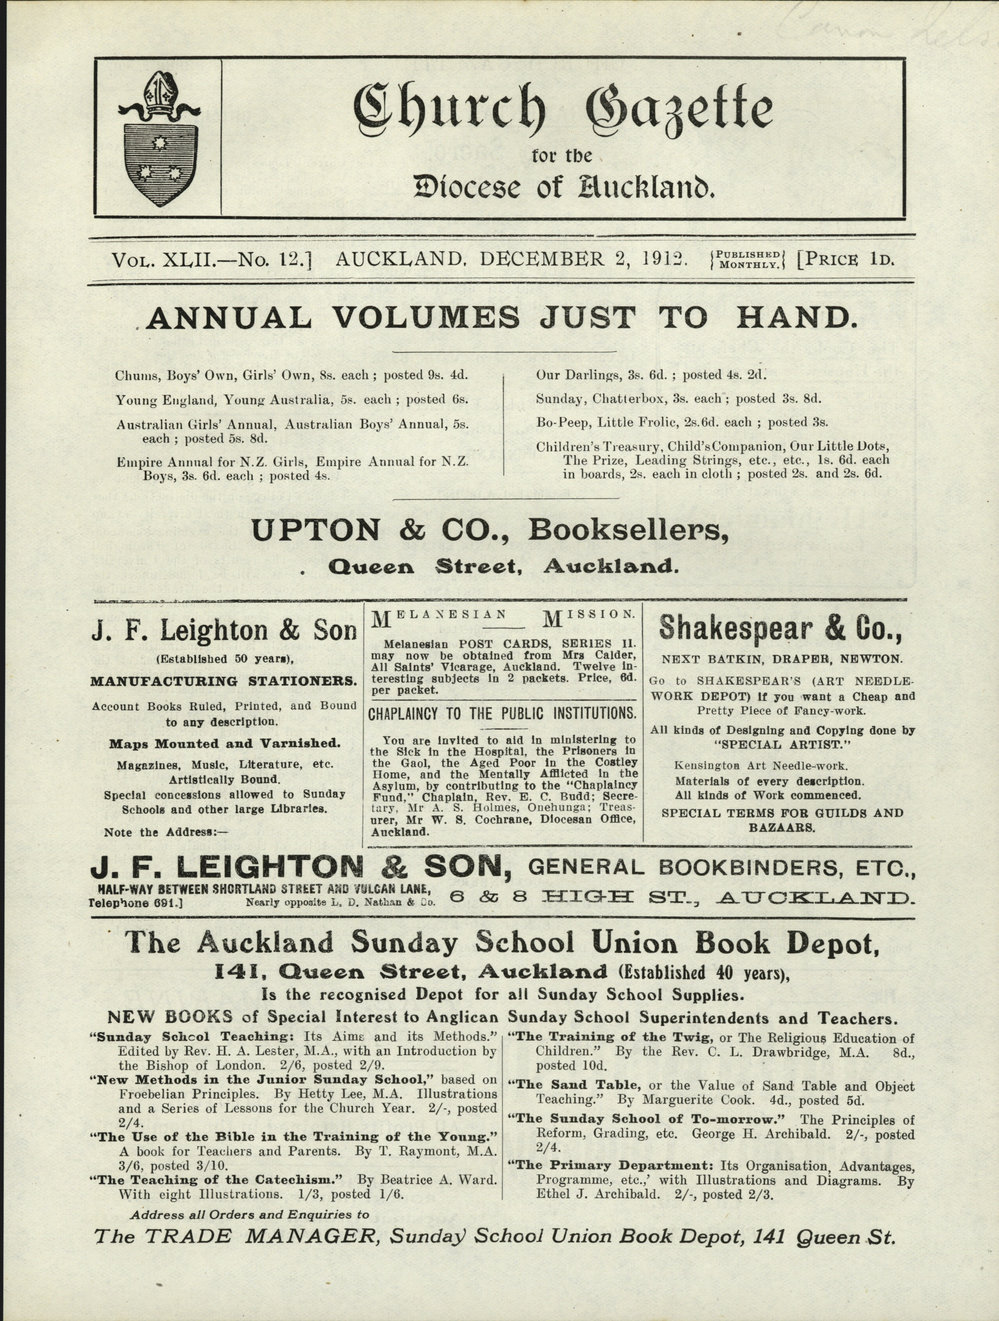 Canon
Church Gazette
for the
Diocese of Auckland.
VOL. XLII.—No. 12.] AUCKLAND, DECEMBER 2, 1912. {PUBLISHED MONTHLY.} [PRICE 1D.
ANNUAL VOLUMES JUST TO HAND.
Chums, Boys' Own, Girls' Own, 8s. each ; posted 9s. 4d.
Young England, Young Australia, 5s. each ; posted 6s.
Australian Girls' Annual, Australian Boys' Annual, 5s.
each ; posted 5s. 8d.
Empire Annual for N.Z. Girls, Empire Annual for N.Z.
Boys, 3s. 6d. each ; posted 4s.
Our Darlings, 3s. 6d. ; posted 4s. 2d.
Sunday, Chatterbox, 3s. each ; posted 3s. 8d.
Bo-Peep, Little Frolic, 2s. 6d. each ; posted 3s.
Children's Treasury, Child's Companion, Our Little Dots,
The Prize, Leading Strings, etc., etc., 1s. 6d. each
in boards, 2s. each in cloth ; posted 2s. and 2s. 6d.
UPTON & CO., Booksellers,
Queen Street, Auckland.
J. F. Leighton & Son
(Established 50 years),
MANUFACTURING STATIONERS.
Account Books Ruled, Printed, and Bound
to any description.
Maps Mounted and Varnished.
Magazines, Music, Literature, etc.
Artistically Bound.
Special concessions allowed to Sunday
Schools and other large Libraries.
Note the Address:—
MELANESIAN MISSION.
Melanesian POST CARDS, SERIES II.
may now be obtained from Mrs Calder,
All Saints' Vicarage, Auckland. Twelve in-
teresting subjects in 2 packets. Price, 6d.
per packet.
CHAPLAINCY TO THE PUBLIC INSTITUTIONS.
You are invited to aid in ministering to
the Sick in the Hospital, the Prisoners in
the Gaol, the Aged Poor in the Costley
Home, and the Mentally Afflicted in the
Asylum, by contributing to the "Chaplaincy
Fund," Chaplain, Rev. E. C. Budd; Secre-
tary, Mr A. S. Holmes, Onehunga; Treas-
urer, Mr W. S. Cochrane, Diocesan Office,
Auckland.
Shakespear & Co.,
NEXT BATKIN, DRAPER, NEWTON.
Go to SHAKESPEAR'S (ART NEEDLE-
WORK DEPOT) if you want a Cheap and
Pretty Piece of Fancy-work.
All kinds of Designing and Copying done by
"SPECIAL ARTIST."
Kensington Art Needle-work.
Materials of every description.
All kinds of Work commenced.
SPECIAL TERMS FOR GUILDS AND
BAZAARS.
J. F. LEIGHTON & SON, GENERAL BOOKBINDERS, ETC.,
HALF-WAY BETWEEN SHORTLAND STREET AND VULCAN LANE,
Telephone 691.] Nearly opposite L. D. Nathan & Co.
6 & 8 HIGH ST., AUCKLAND.
The Auckland Sunday School Union Book Depot,
141, Queen Street, Auckland (Established 40 years),
Is the recognised Depot for all Sunday School Supplies.
NEW BOOKS of Special Interest to Anglican Sunday School Superintendents and Teachers.
"Sunday School Teaching: Its Aims and its Methods."
Edited by Rev. H. A. Lester, M.A., with an Introduction by
the Bishop of London. 2/6, posted 2/9.
"New Methods in the Junior Sunday School," based on
Froebelian Principles. By Hetty Lee, M.A. Illustrations
and a Series of Lessons for the Church Year. 2/-, posted
2/4.
"The Use of the Bible in the Training of the Young."
A book for Teachers and Parents. By T. Raymont, M.A.
3/6, posted 3/10.
"The Teaching of the Catechism." By Beatrice A. Ward.
With eight Illustrations. 1/3, posted 1/6.
"The Training of the Twig, or The Religious Education of
Children." By the Rev. C. L. Drawbridge, M.A. 8d.,
posted 10d.
"The Sand Table, or the Value of Sand Table and Object
Teaching." By Marguerite Cook. 4d., posted 5d.
"The Sunday School of To-morrow." The Principles of
Reform, Grading, etc. George H. Archibald. 2/-, posted
2/4.
"The Primary Department: Its Organisation, Advantages,
Programme, etc.,' with Illustrations and Diagrams. By
Ethel J. Archibald. 2/-, posted 2/3.
Address all Orders and Enquiries to
The TRADE MANAGER, Sunday School Union Book Depot, 141 Queen St.